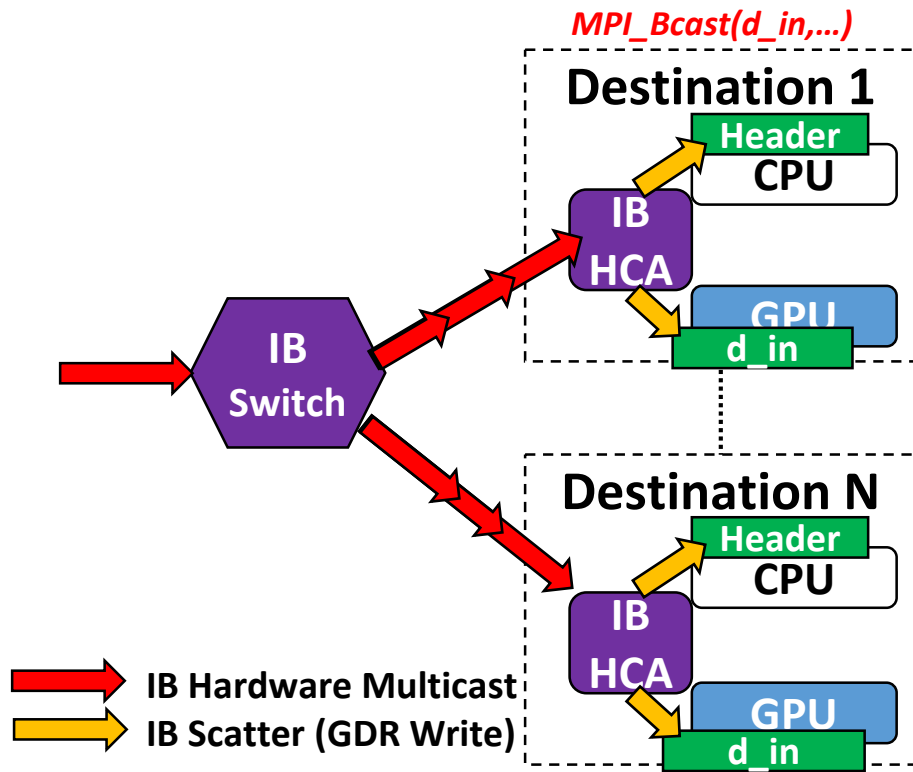 MPI_Bcast(d_in,...)
Destination 1
Header
CPU
IB
HCA
GPU
d_in
IB
Switch
Destination N
Header
CPU
IB
HCA
GPU
d_in
IB Hardware Multicast
IB Scatter (GDR Write)